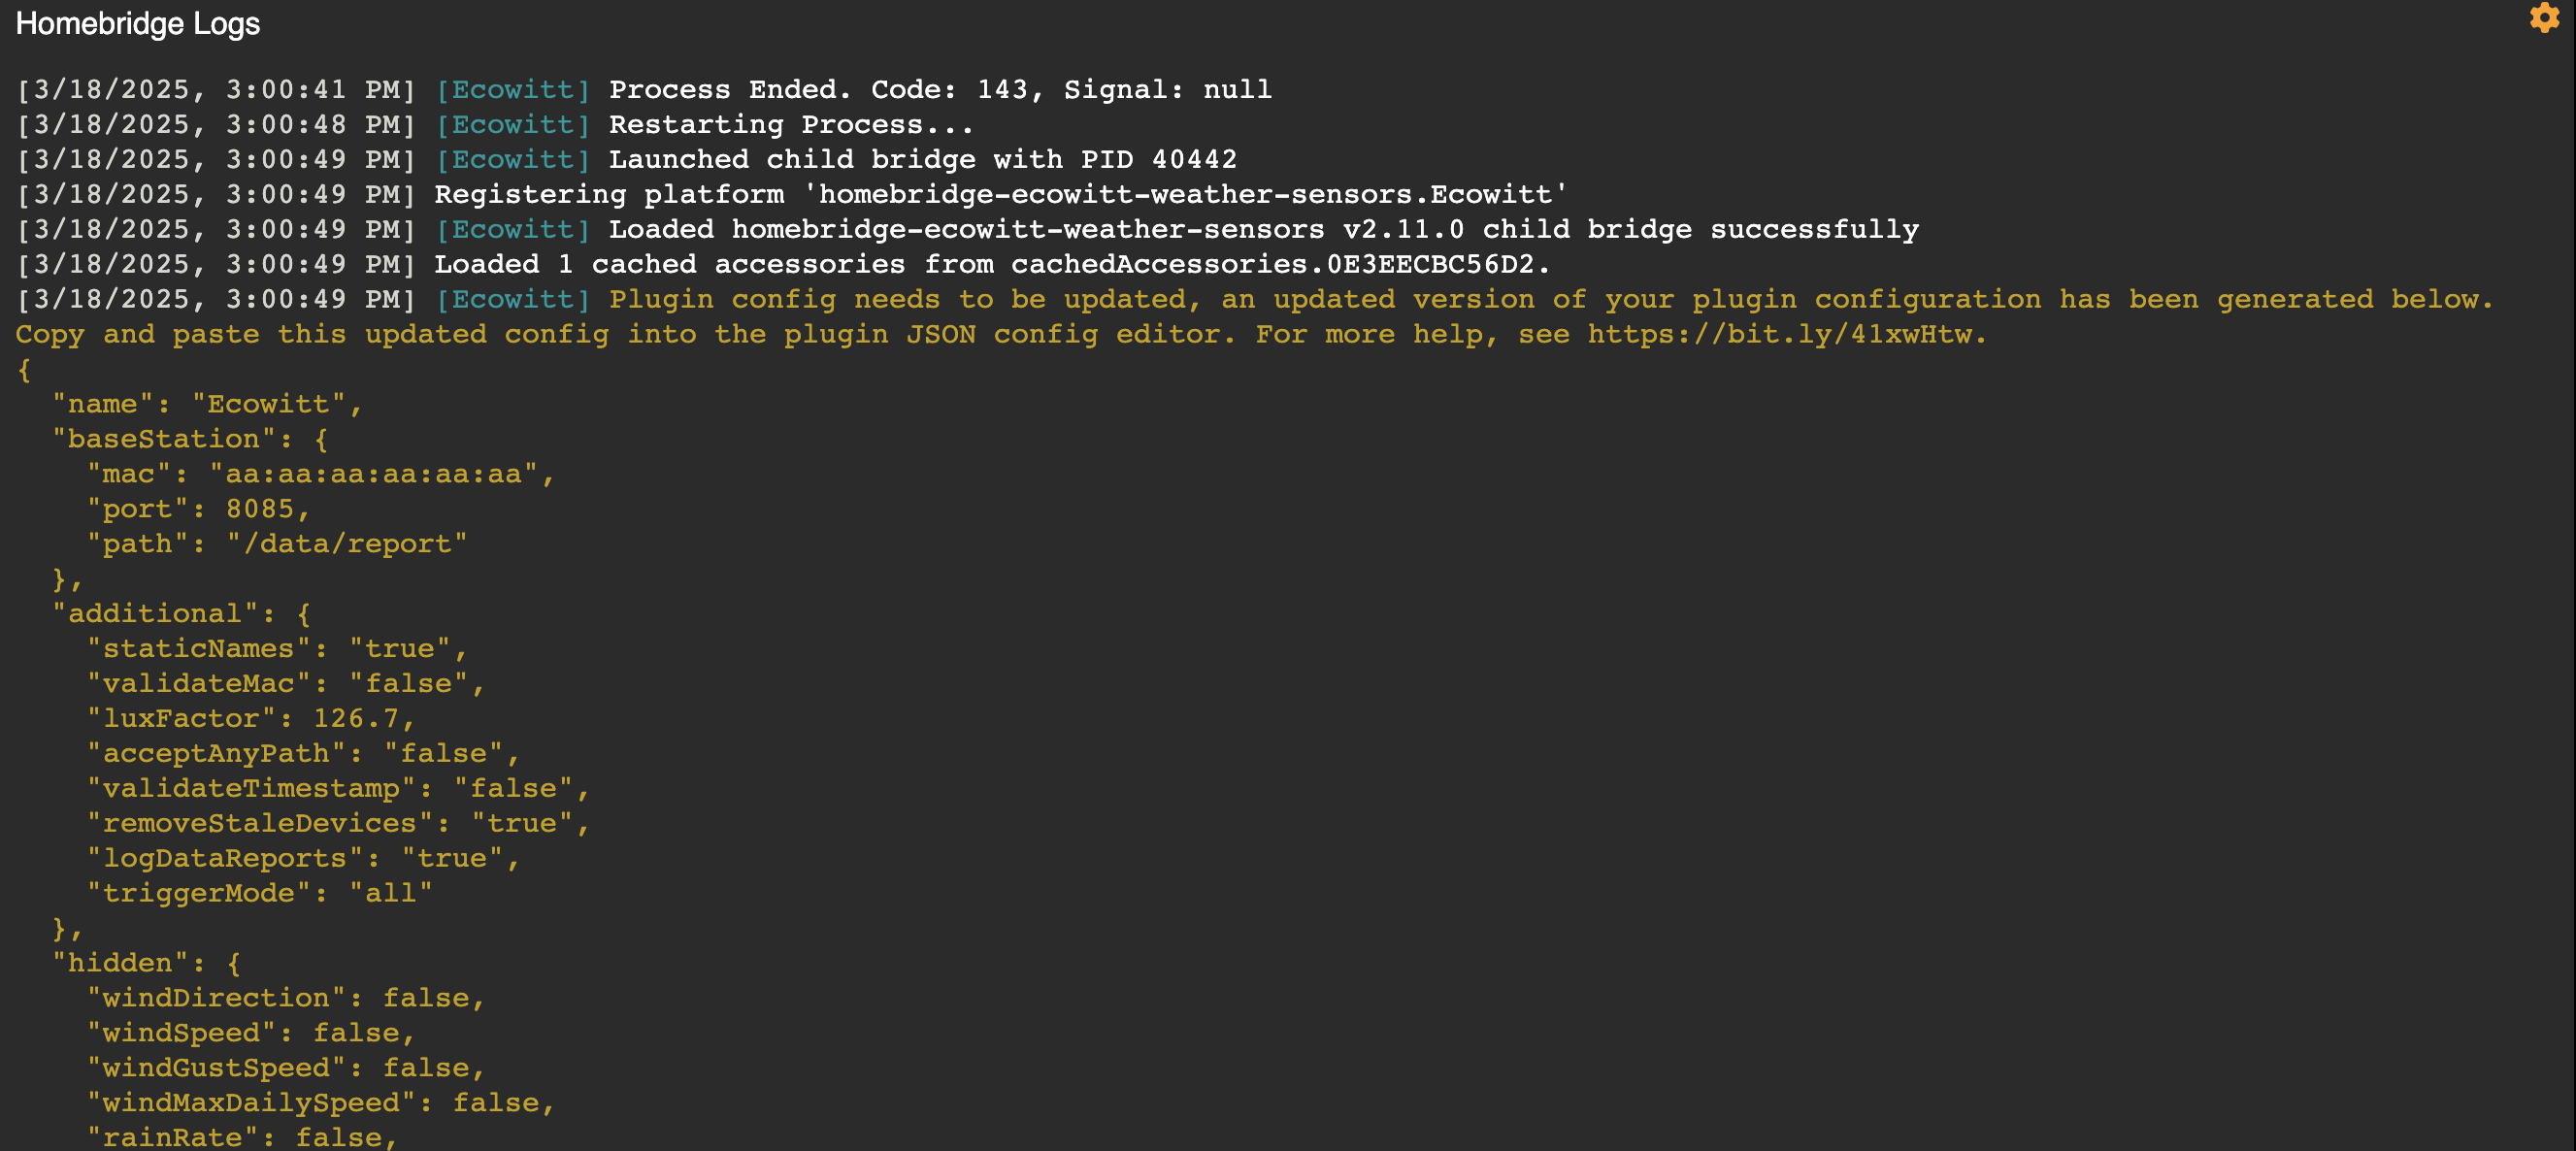 Homebridge Logs
[3/18/2025, 3:00:41 PM] [Ecowitt] Process Ended. Code: 143, Signal: null
[3/18/2025, 3:00:48 PM] [Ecowitt] Restarting Process...
[3/18/2025, 3:00:49 PM] [Ecowitt] Launched child bridge with PID 40442
[3/18/2025, 3:00:49 PM] Registering platform 'homebridge-ecowitt-weather-sensors.Ecowitt'
[3/18/2025, 3:00:49 PM] [Ecowitt] Loaded homebridge-ecowitt-weather-sensors v2.11.0 child bridge successfully
[3/18/2025, 3:00:49 PM] Loaded 1 cached accessories from cachedAccessories.0E3EECBC56D2.
[3/18/2025, 3:00:49 PM] [Ecowitt] Plugin config needs to be updated, an updated version of your plugin configuration has been generated below.
Copy and paste this updated config into the plugin JSON config editor. For more help, see https://bit.ly/41xwHtw.
{
  "name": "Ecowitt",
  "baseStation": {
    "mac": "aa:aa:aa:aa:aa:aa",
    "port": 8085,
    "path": "/data/report"
  },
  "additional": {
    "staticNames": "true",
    "validateMac": "false",
    "luxFactor": 126.7,
    "acceptAnyPath": "false",
    "validateTimestamp": "false",
    "removeStaleDevices": "true",
    "logDataReports": "true",
    "triggerMode": "all"
  },
  "hidden": {
    "windDirection": false,
    "windSpeed": false,
    "windGustSpeed": false,
    "windMaxDailySpeed": false,
    "rainRate": false,